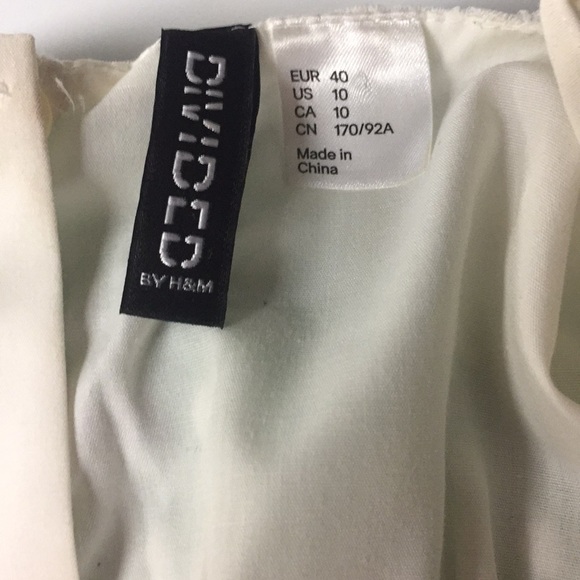 DIVIDED
BY H&M
EUR 40
US 10
CA 10
CN 170/92A
Made in
China